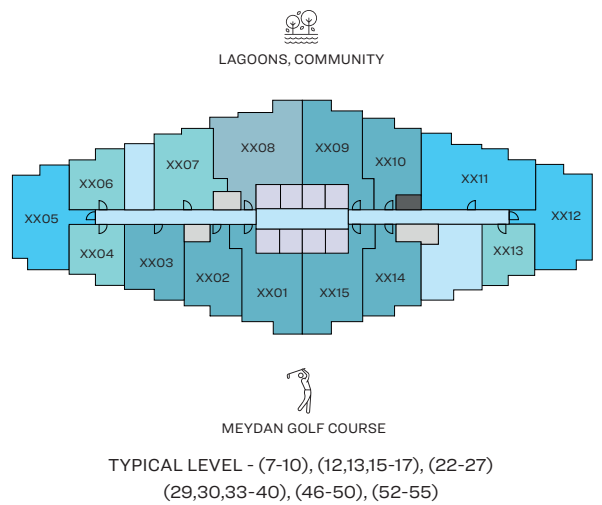 LAGOONS, COMMUNITY
XX08
XX09
XX07
XX10
XX06
XX11
XX05
XX12
XX04
XX03
XX13
XX02
XX14
XX01
XX15
MEYDAN GOLF COURSE
TYPICAL LEVEL - (7-10), (12,13,15-17), (22-27)
(29,30,33-40), (46-50), (52-55)